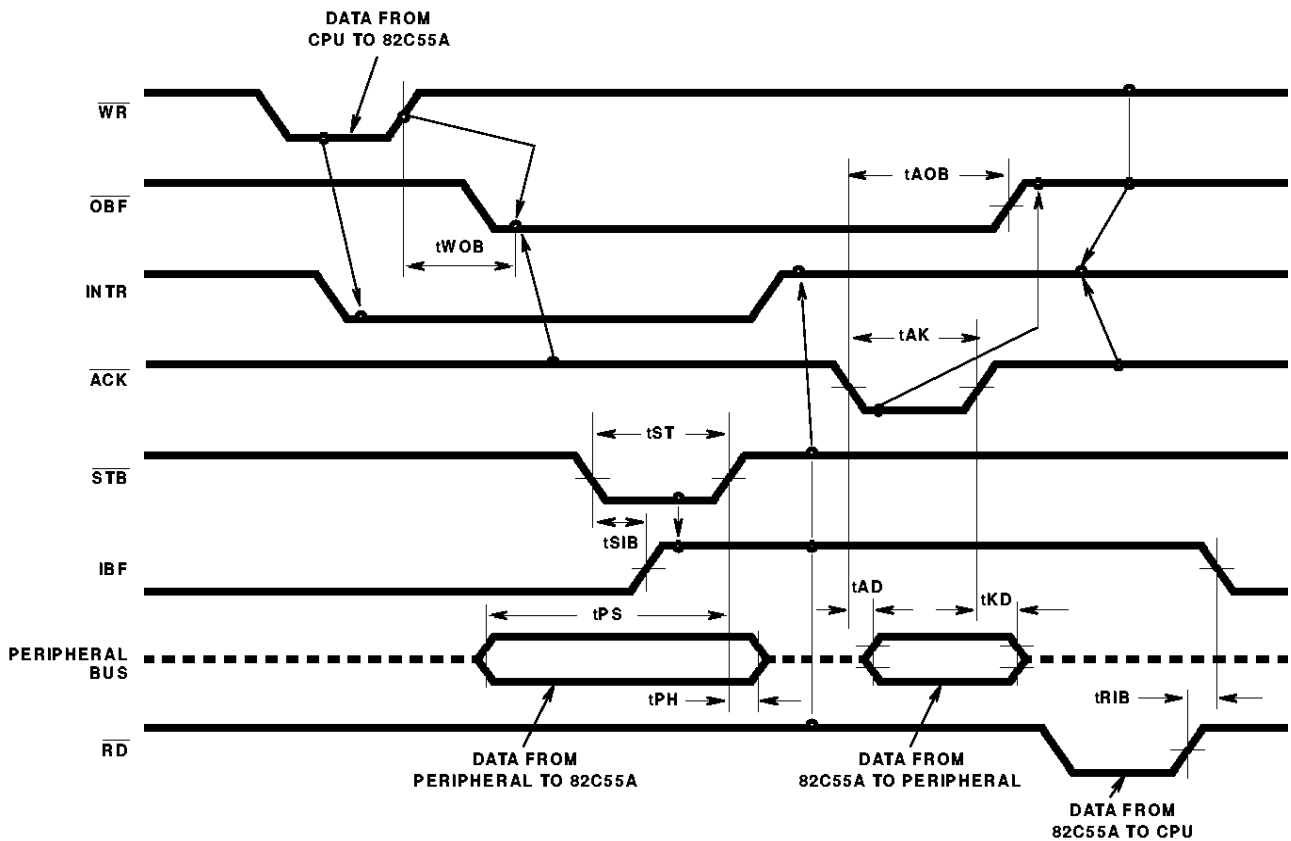 DATA FROM
CPU TO 82C55A
WR
tAOB
OBF
tWOB
INTR
tAK
ACK
tST
STB
tSIB
IBF
tAD
tKD
tPS
PERIPHERAL
BUS
tPH
tRIB
RD
DATA FROM
PERIPHERAL TO 82C55A
DATA FROM
82C55A TO PERIPHERAL
DATA FROM
82C55A TO CPU